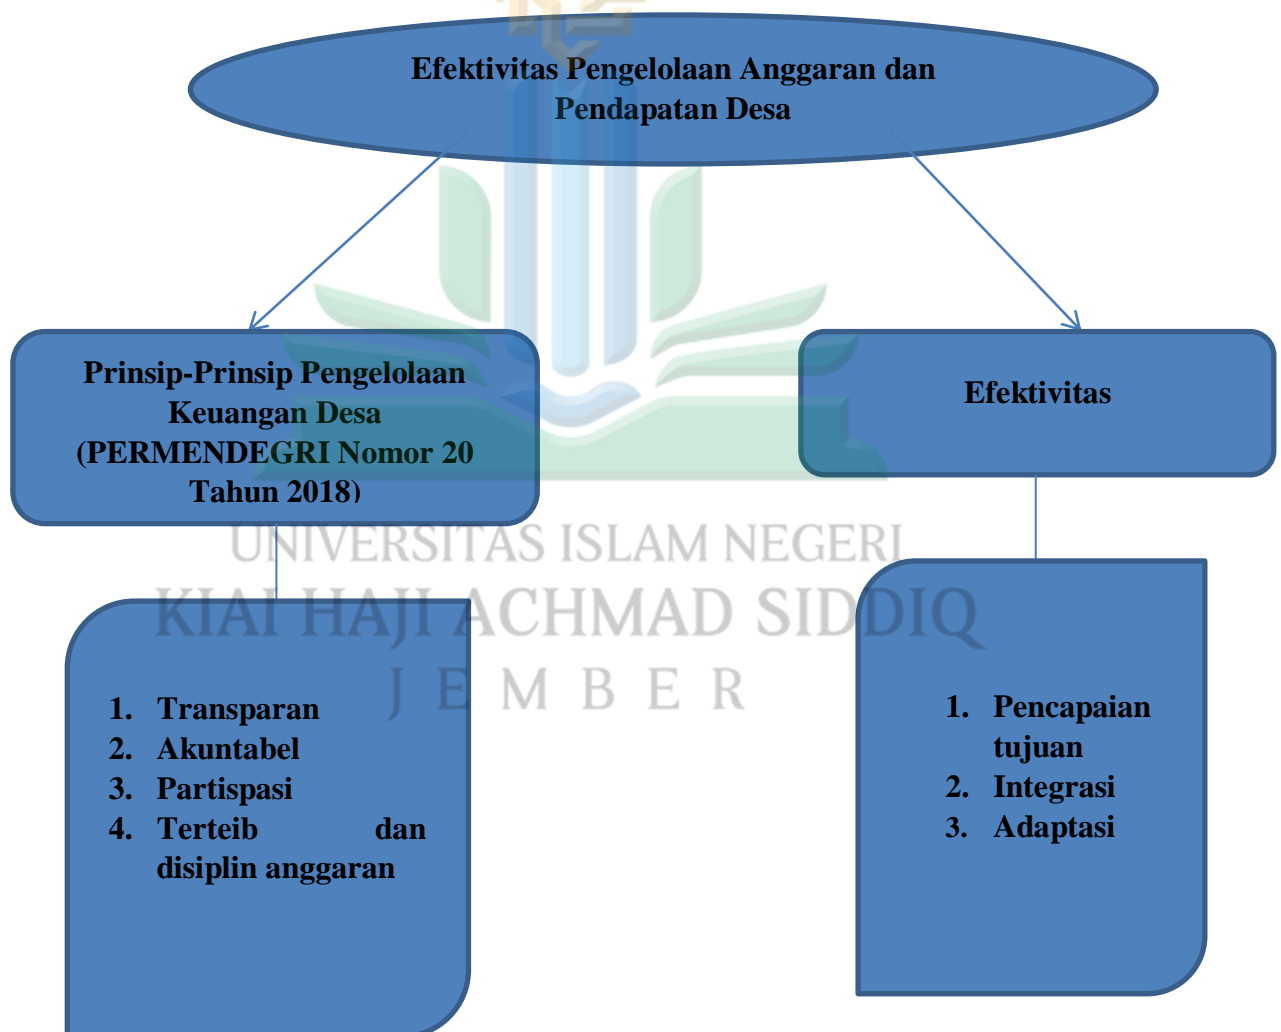 Efektivitas Pengelolaan Anggaran dan
Pendapatan Desa
Prinsip-Prinsip Pengelolaan
Keuangan Desa
(PERMENDEGRI Nomor 20
Tahun 2018)
Efektivitas
UNIVERSITAS ISLAM NEGERI
KIAI HAJI ACHMAD SIDDIQ
JEMBER
1. Transparan
2. Akuntabel
3. Partispasi
4. Terteib dan
disiplin anggaran
1. Pencapaian
tujuan
2. Integrasi
3. Adaptasi